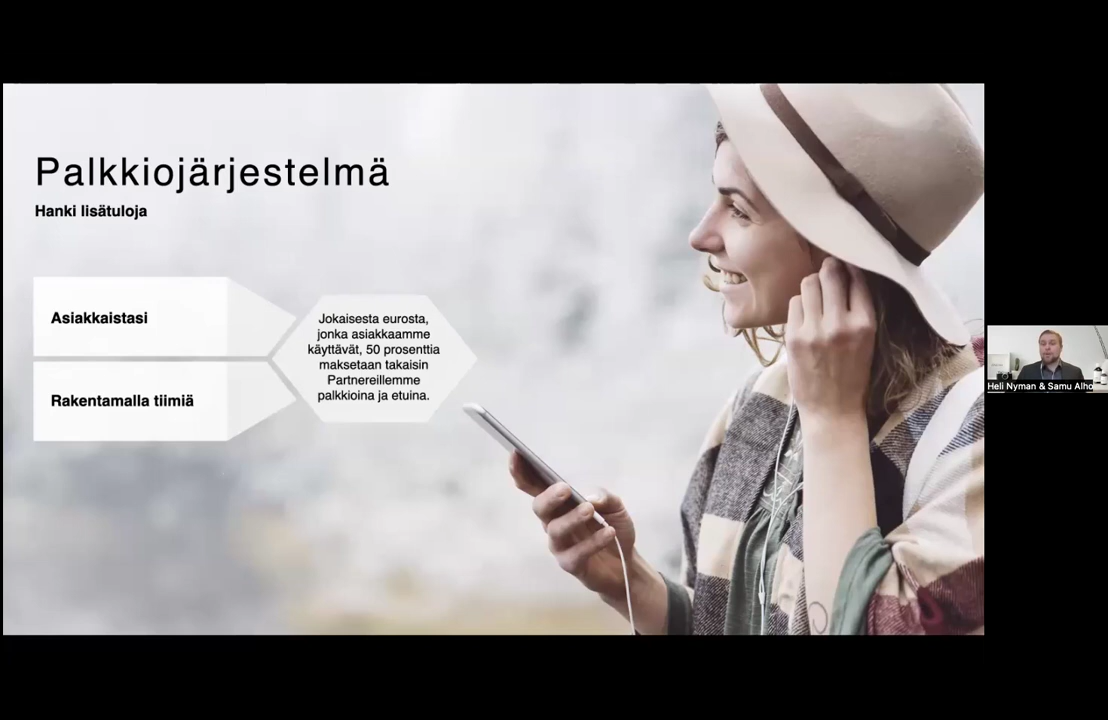 Palkkiojärjestelmä
Hanki lisätuloja
Asiakkaistasi
Rakentamalla tiimiä
Jokaisesta eurosta,
jonka asiakkaamme
käyttävät, 50 prosenttia
maksetaan takaisin
Partnereillemme
palkkioina ja etuina.
Heli Nyman & Samu Alho